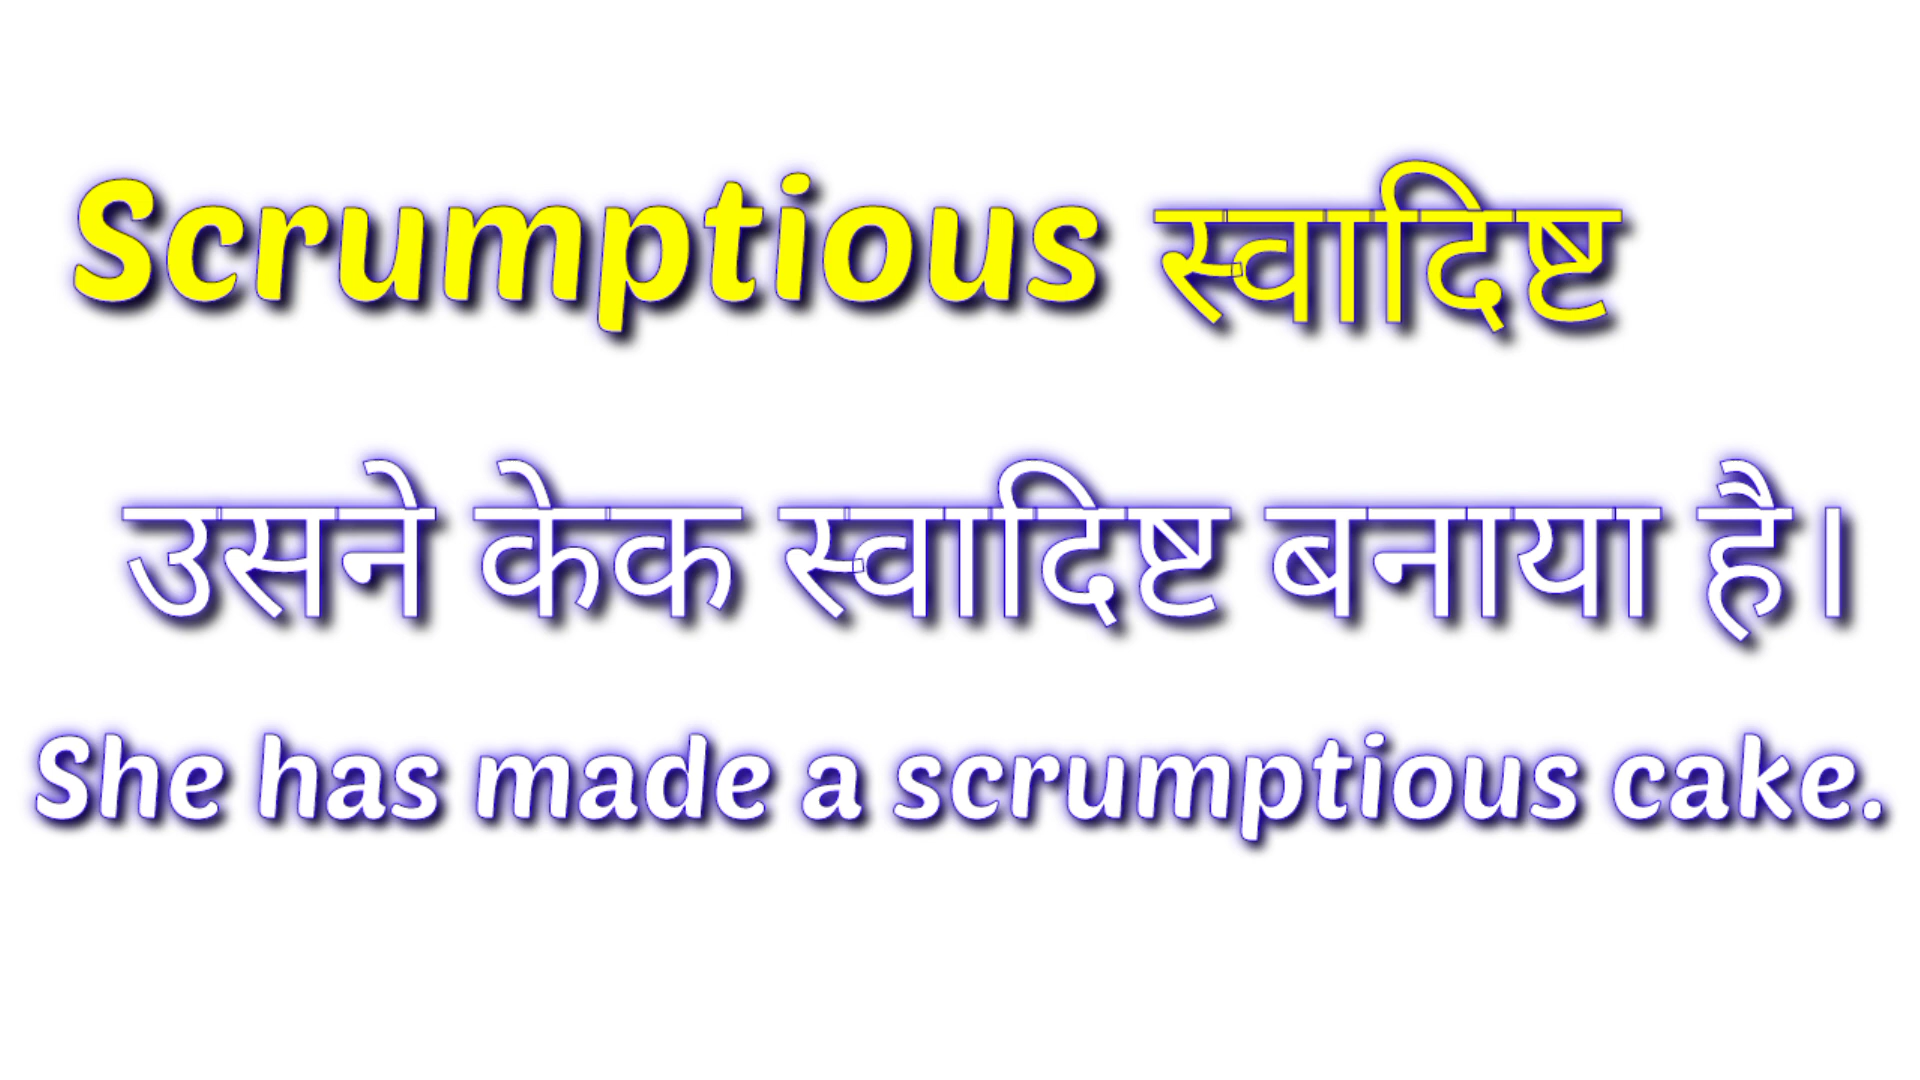 Scrumptious स्वादिष्ट
उसने केक स्वादिष्ट बनाया है।
She has made a scrumptious cake.